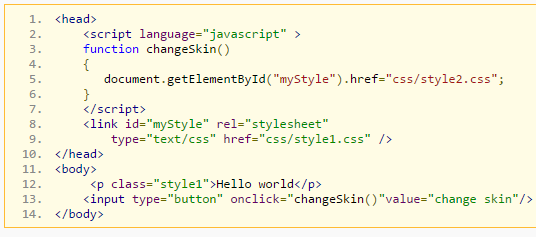 1. <head>
2. <script language="javascript" >
3. function changeSkin()
4. {
5. document.getElementById("myStyle").href="css/style2.css";
6. }
7. </script>
8. <link id="myStyle" rel="stylesheet"
9. type="text/css" href="css/style1.css" />
10. </head>
11. <body>
12. <p class="style1">Hello world</p>
13. <input type="button" onclick="changeSkin()"value="change skin"/>
14. </body>